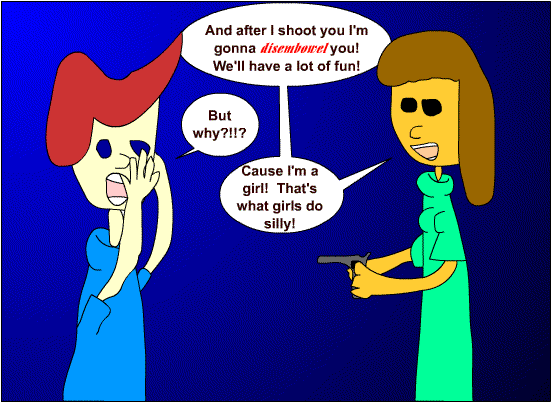 And after I shoot you I'm
gonna disembowel you!
We'll have a lot of fun!
But
why?!!?
Cause I'm a
girl! That's
what girls do
silly!